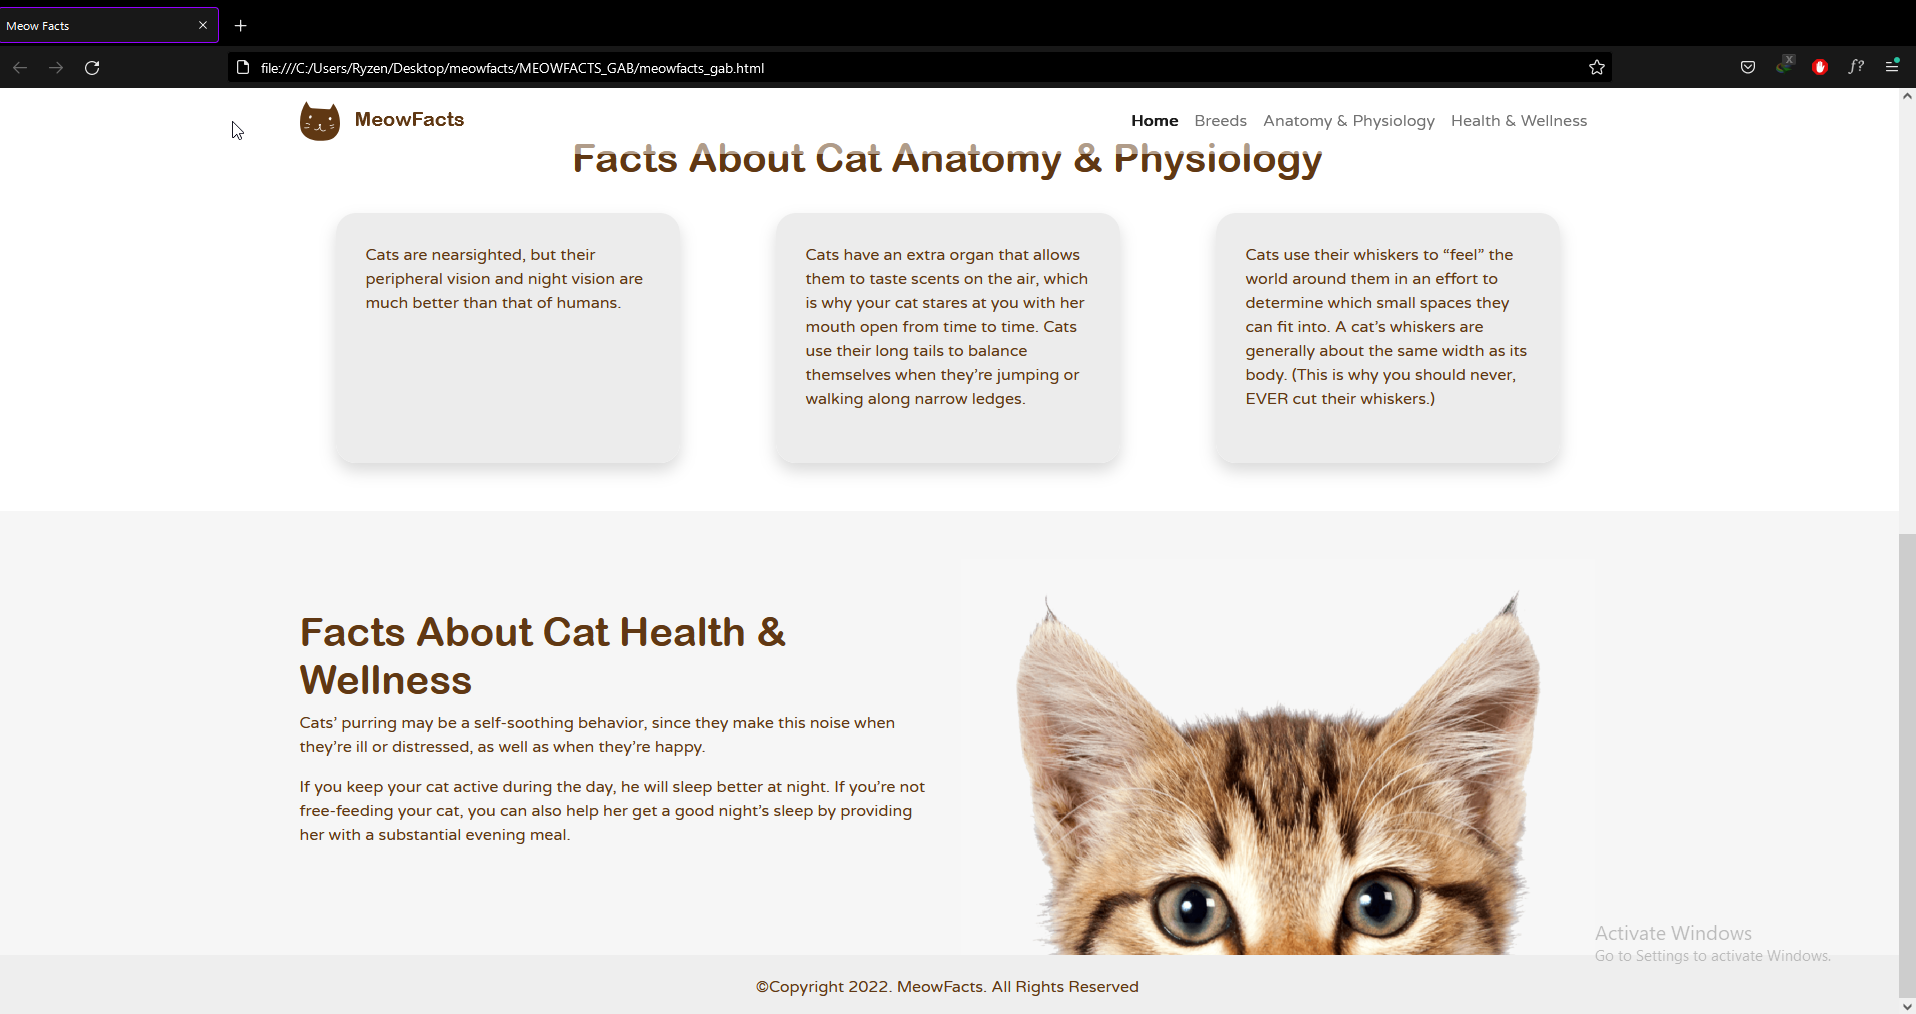 Meow Facts
file:///C:/Users/Ryzen/Desktop/meowfacts/MEOWFACTS_GAB/meowfacts_gab.html
f?
MeowFacts
Home Breeds Anatomy & Physiology Health & Wellness
Facts About Cat Anatomy & Physiology
Cats are nearsighted, but their
peripheral vision and night vision are
much better than that of humans.
Cats have an extra organ that allows
them to taste scents on the air, which
is why your cat stares at you with her
mouth open from time to time. Cats
use their long tails to balance
themselves when they’re jumping or
walking along narrow ledges.
Cats use their whiskers to “feel” the
world around them in an effort to
determine which small spaces they
can fit into. A cat’s whiskers are
generally about the same width as its
body. (This is why you should never,
EVER cut their whiskers.)
Facts About Cat Health &
Wellness
Cats’ purring may be a self-soothing behavior, since they make this noise when
they’re ill or distressed, as well as when they’re happy.
If you keep your cat active during the day, he will sleep better at night. If you’re not
free-feeding your cat, you can also help her get a good night’s sleep by providing
her with a substantial evening meal.
Activate Windows
Go to Settings to activate Windows.
©Copyright 2022. MeowFacts. All Rights Reserved